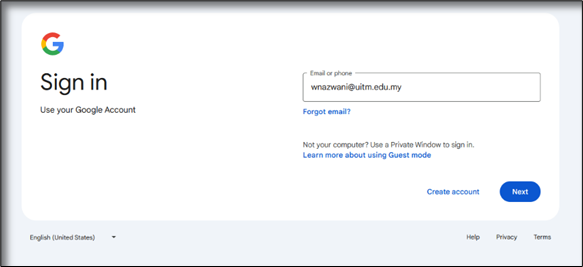 Sign in
Use your Google Account
Email or phone
wnazwani@uitm.edu.my
Forgot email?
Not your computer? Use a Private Window to sign in.
Learn more about using Guest mode
Create account
Next
English (United States)
Help
Privacy
Terms